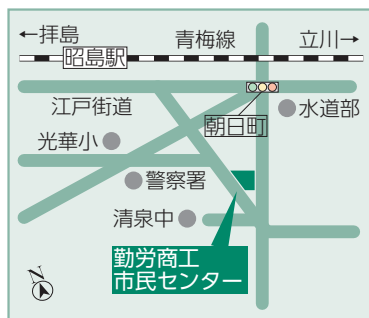 ←拝島
青梅線
立川→
昭島駅
江戸街道
朝日町
水道部
光華小
警察署
清泉中
勤労商工
市民センター
N